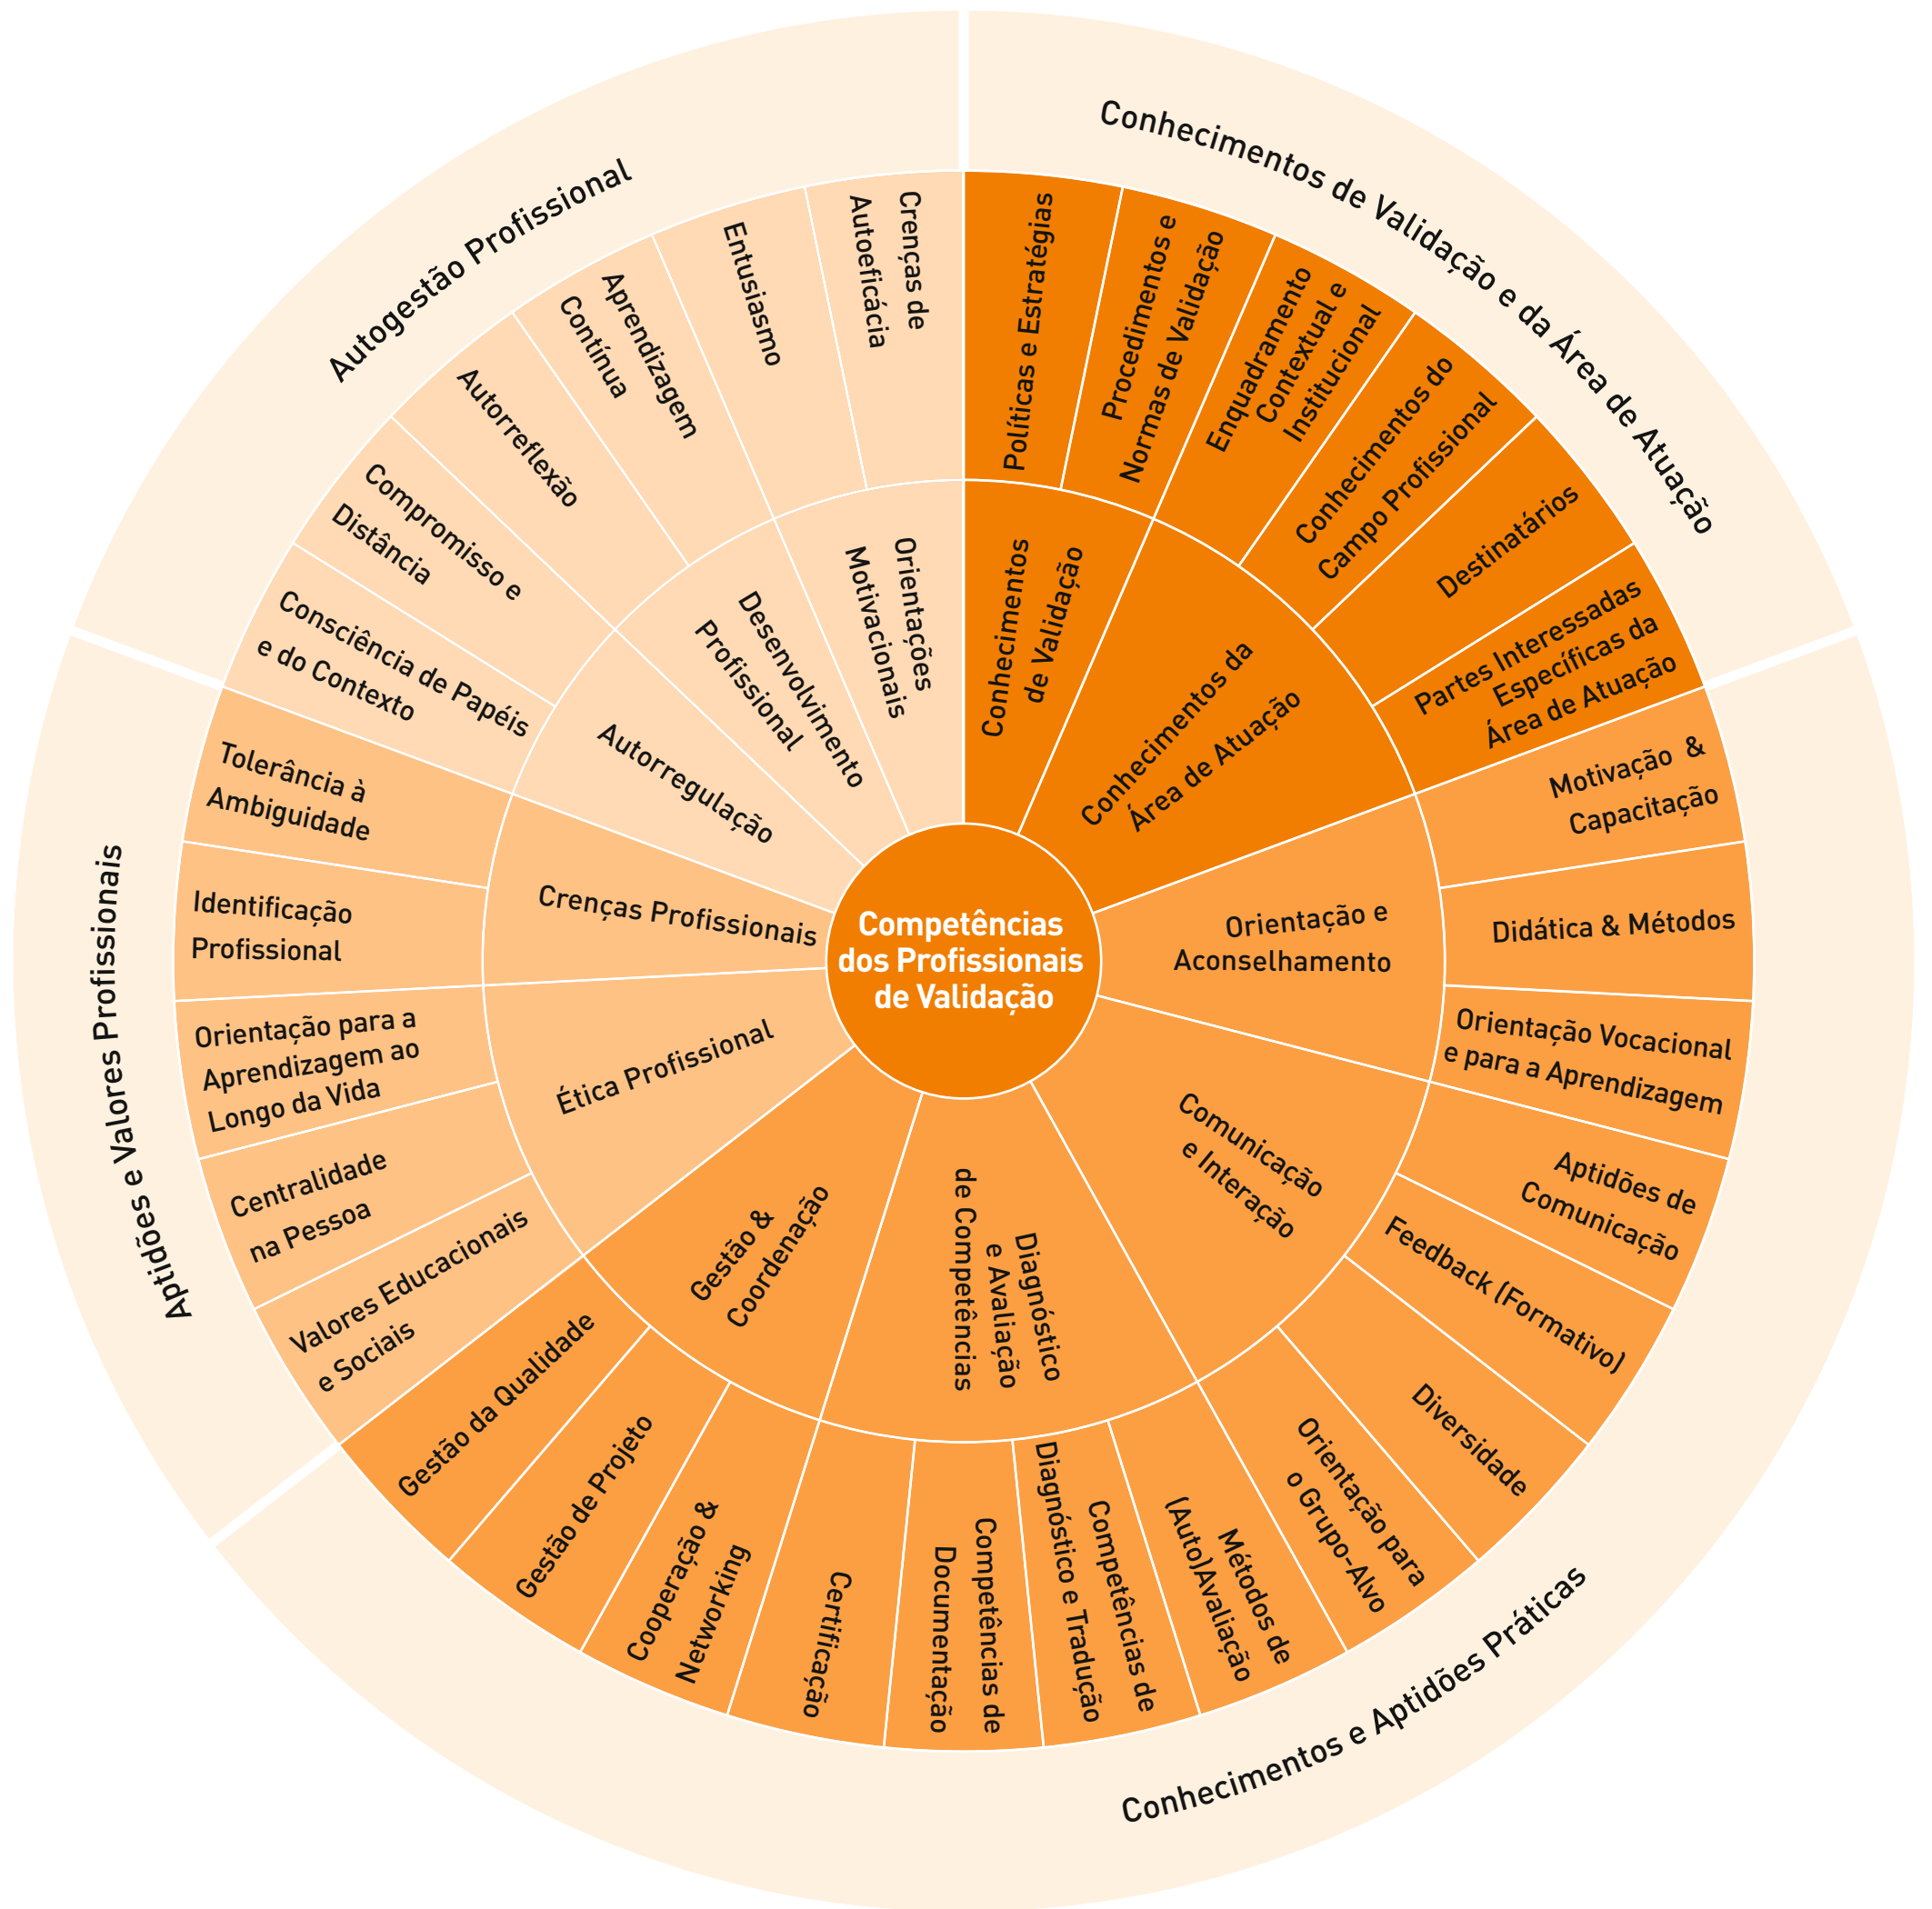 Competências
dos Profissionais
de Validação
Conhecimentos de Validação e da Área de Atuação
Conhecimentos
de Validação
Políticas e Estratégias
Procedimentos e
Normas de Validação
Conhecimentos da
Área de Atuação
Enquadramento
Contextual e
Institucional
Conhecimentos do
Campo Profissional
Destinatários
Partes Interessadas
Específicas da
Área de Atuação
Conhecimentos e Aptidões Práticas
Orientação e
Aconselhamento
Motivação &
Capacitação
Didática & Métodos
Orientação Vocacional
e para a Aprendizagem
Comunicação
e Interação
Aptidões de
Comunicação
Feedback (Formativo)
Diversidade
Orientação para
o Grupo-Alvo
Diagnóstico
e Avaliação
de Competências
Métodos de
(Auto)Avaliação
Competências de
Diagnóstico e Tradução
Competências de
Documentação
Certificação
Gestão &
Coordenação
Cooperação &
Networking
Gestão de Projeto
Gestão da Qualidade
Aptidões e Valores Profissionais
Ética Profissional
Valores Educacionais
e Sociais
Centralidade
na Pessoa
Orientação para a
Aprendizagem ao
Longo da Vida
Crenças Profissionais
Identificação
Profissional
Tolerância à
Ambiguidade
Autogestão Profissional
Autorregulação
Consciência de Papéis
e do Contexto
Compromisso e
Distância
Desenvolvimento
Profissional
Autorreflexão
Aprendizagem
Contínua
Orientações
Motivacionais
Entusiasmo
Crenças de
Autoeficácia